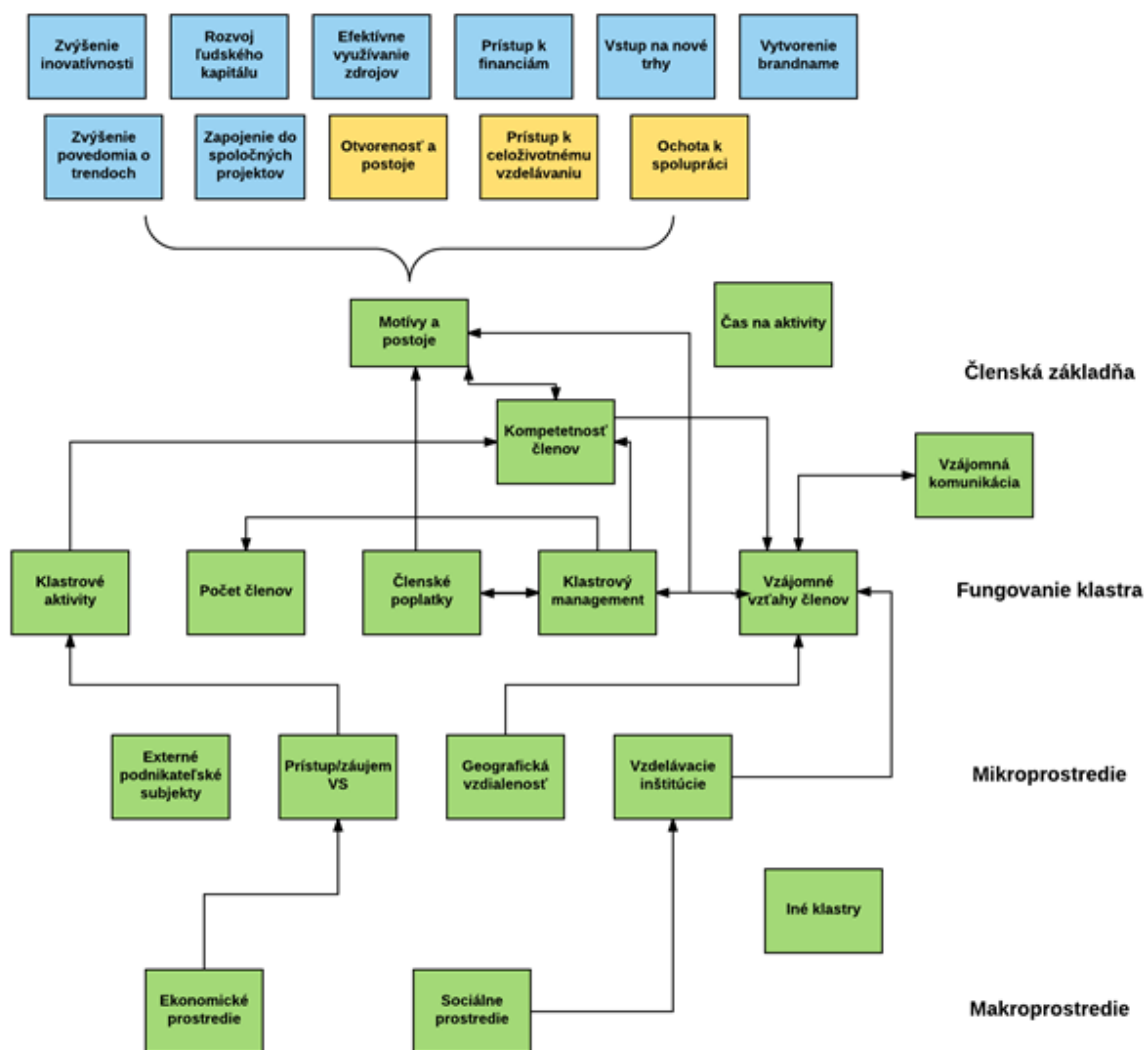 Zvýšenie
inovatívnosti
Rozvoj
ľudského
kapitálu
Efektívne
využívanie
zdrojov
Prístup k
financiám
Vstup na nové
trhy
Vytvorenie
brandname
Zvýšenie
povedomia o
trendoch
Zapojenie do
spoločných
projektov
Otvorenosť a
postoje
Prístup k
celoživotnému
vzdelávaniu
Ochota k
spolupráci
Motívy a
postoje
Čas na aktivity
Členská základňa
Kompetetnosť
členov
Vzájomná
komunikácia
Klastrové
aktivity
Počet členov
Členské
poplatky
Klastrový
management
Vzájomné
vzťahy členov
Fungovanie klastra
Externé
podnikateľské
subjekty
Prístup/záujem
VS
Geografická
vzdialenosť
Vzdelávacie
inštitúcie
Mikroprostredie
Iné klastry
Ekonomické
prostredie
Sociálne
prostredie
Makroprostredie